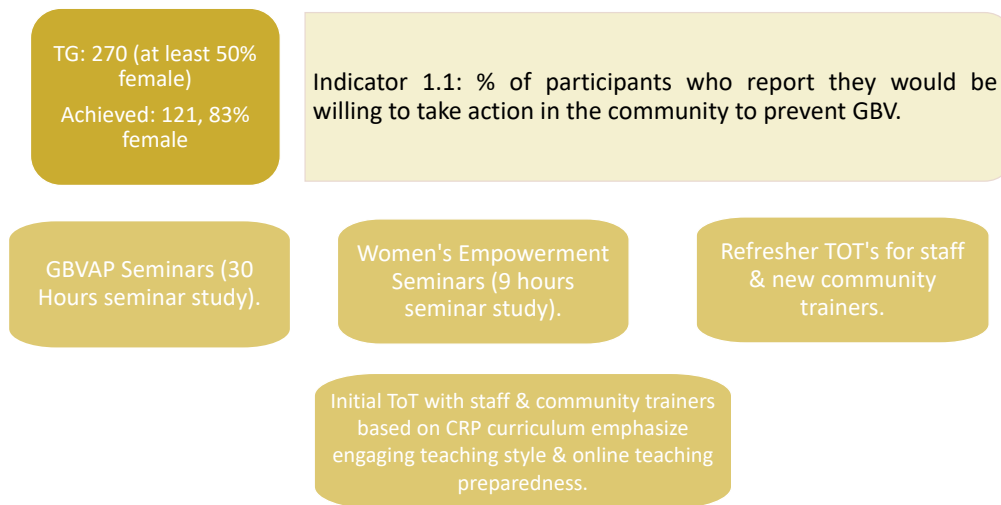 TG: 270 (at least 50%
female)
Achieved: 121, 83%
female
Indicator 1.1: % of participants who report they would be
willing to take action in the community to prevent GBV.
GBVAP Seminars (30
Hours seminar study).
Women's Empowerment
Seminars (9 hours
seminar study).
Refresher TOT's for staff
& new community
trainers.
Initial ToT with staff & community trainers
based on CRP curriculum emphasize
engaging teaching style & online teaching
preparedness.